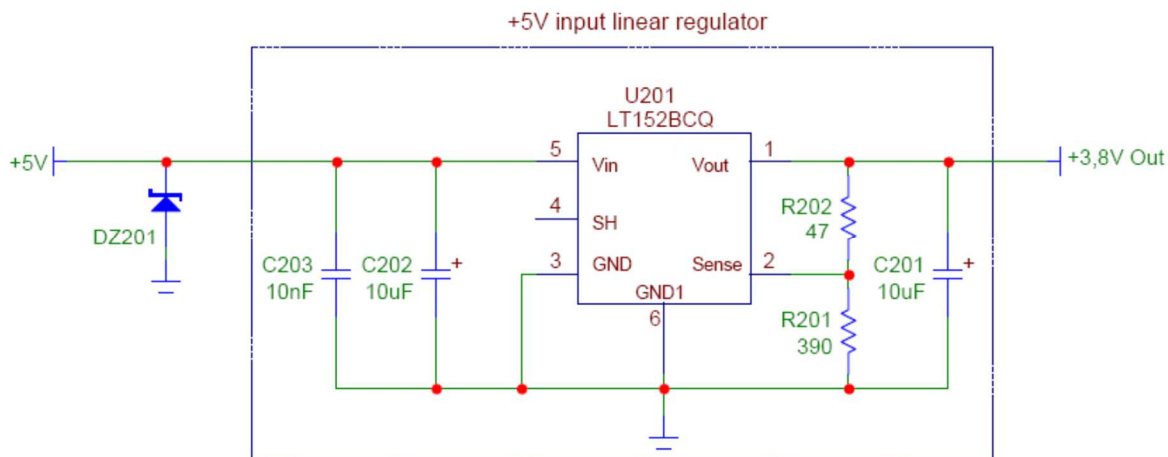 +5V input linear regulator
U201
LT152BCQ
+5V
5
Vin
Vout
1
+3,8V Out
4
SH
R202
47
DZ201
C203
10nF
C202
10uF
+
3
GND
Sense
2
C201
10uF
+
GND1
6
R201
390